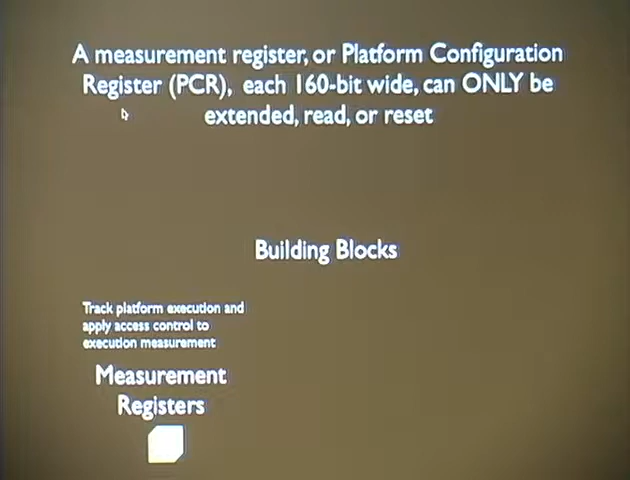 A measurement register, or Platform Configuration
Register (PCR), each 160-bit wide, can ONLY be
extended, read, or reset
Building Blocks
Track platform execution and
apply access control to
execution measurement
Measurement
Registers